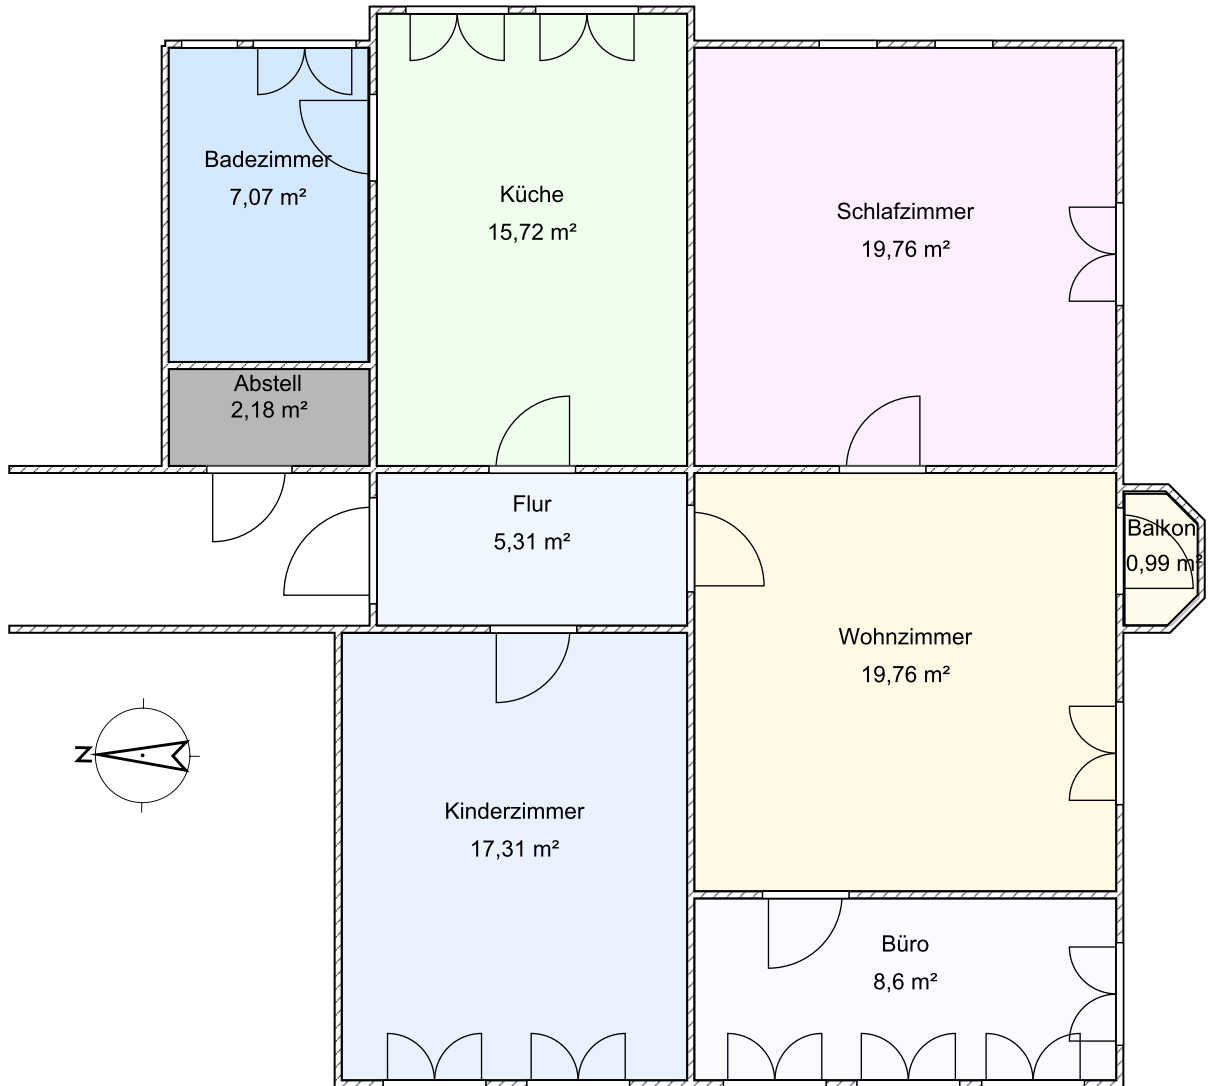 Badezimmer
7,07 m²
Küche
15,72 m²
Schlafzimmer
19,76 m²
Abstell
2,18 m²
Flur
5,31 m²
Balkon
0,99 m²
Wohnzimmer
19,76 m²
N
Kinderzimmer
17,31 m²
Büro
8,6 m²